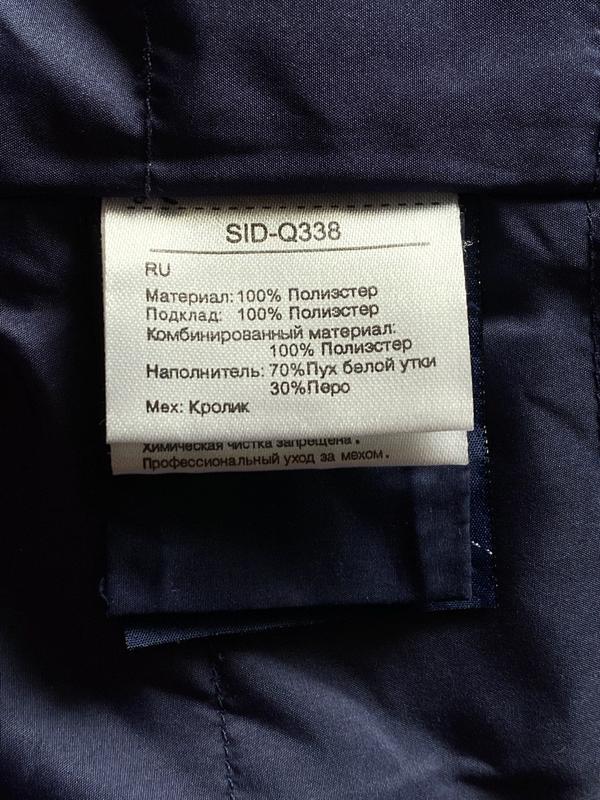 SID-Q338
RU
Материал: 100% Полиэстер
Подклад: 100% Полиэстер
Комбинированный материал:
100% Полиэстер
Наполнитель: 70%Пух белой утки
30%Перо
Мех: Кролик
Химическая чистка запрещена.
Профессиональный уход за мехом.